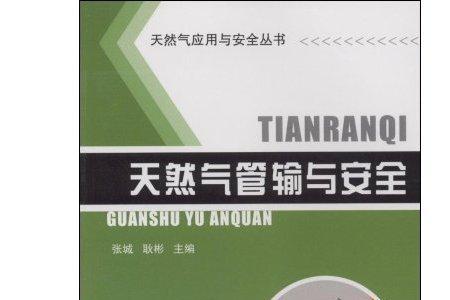 天然气应用与安全丛书 <<<<<<<<<<<<
TIANRANQI
天然气管输与安全
GUANSHU YU ANQUAN
张城 耿彬 主编